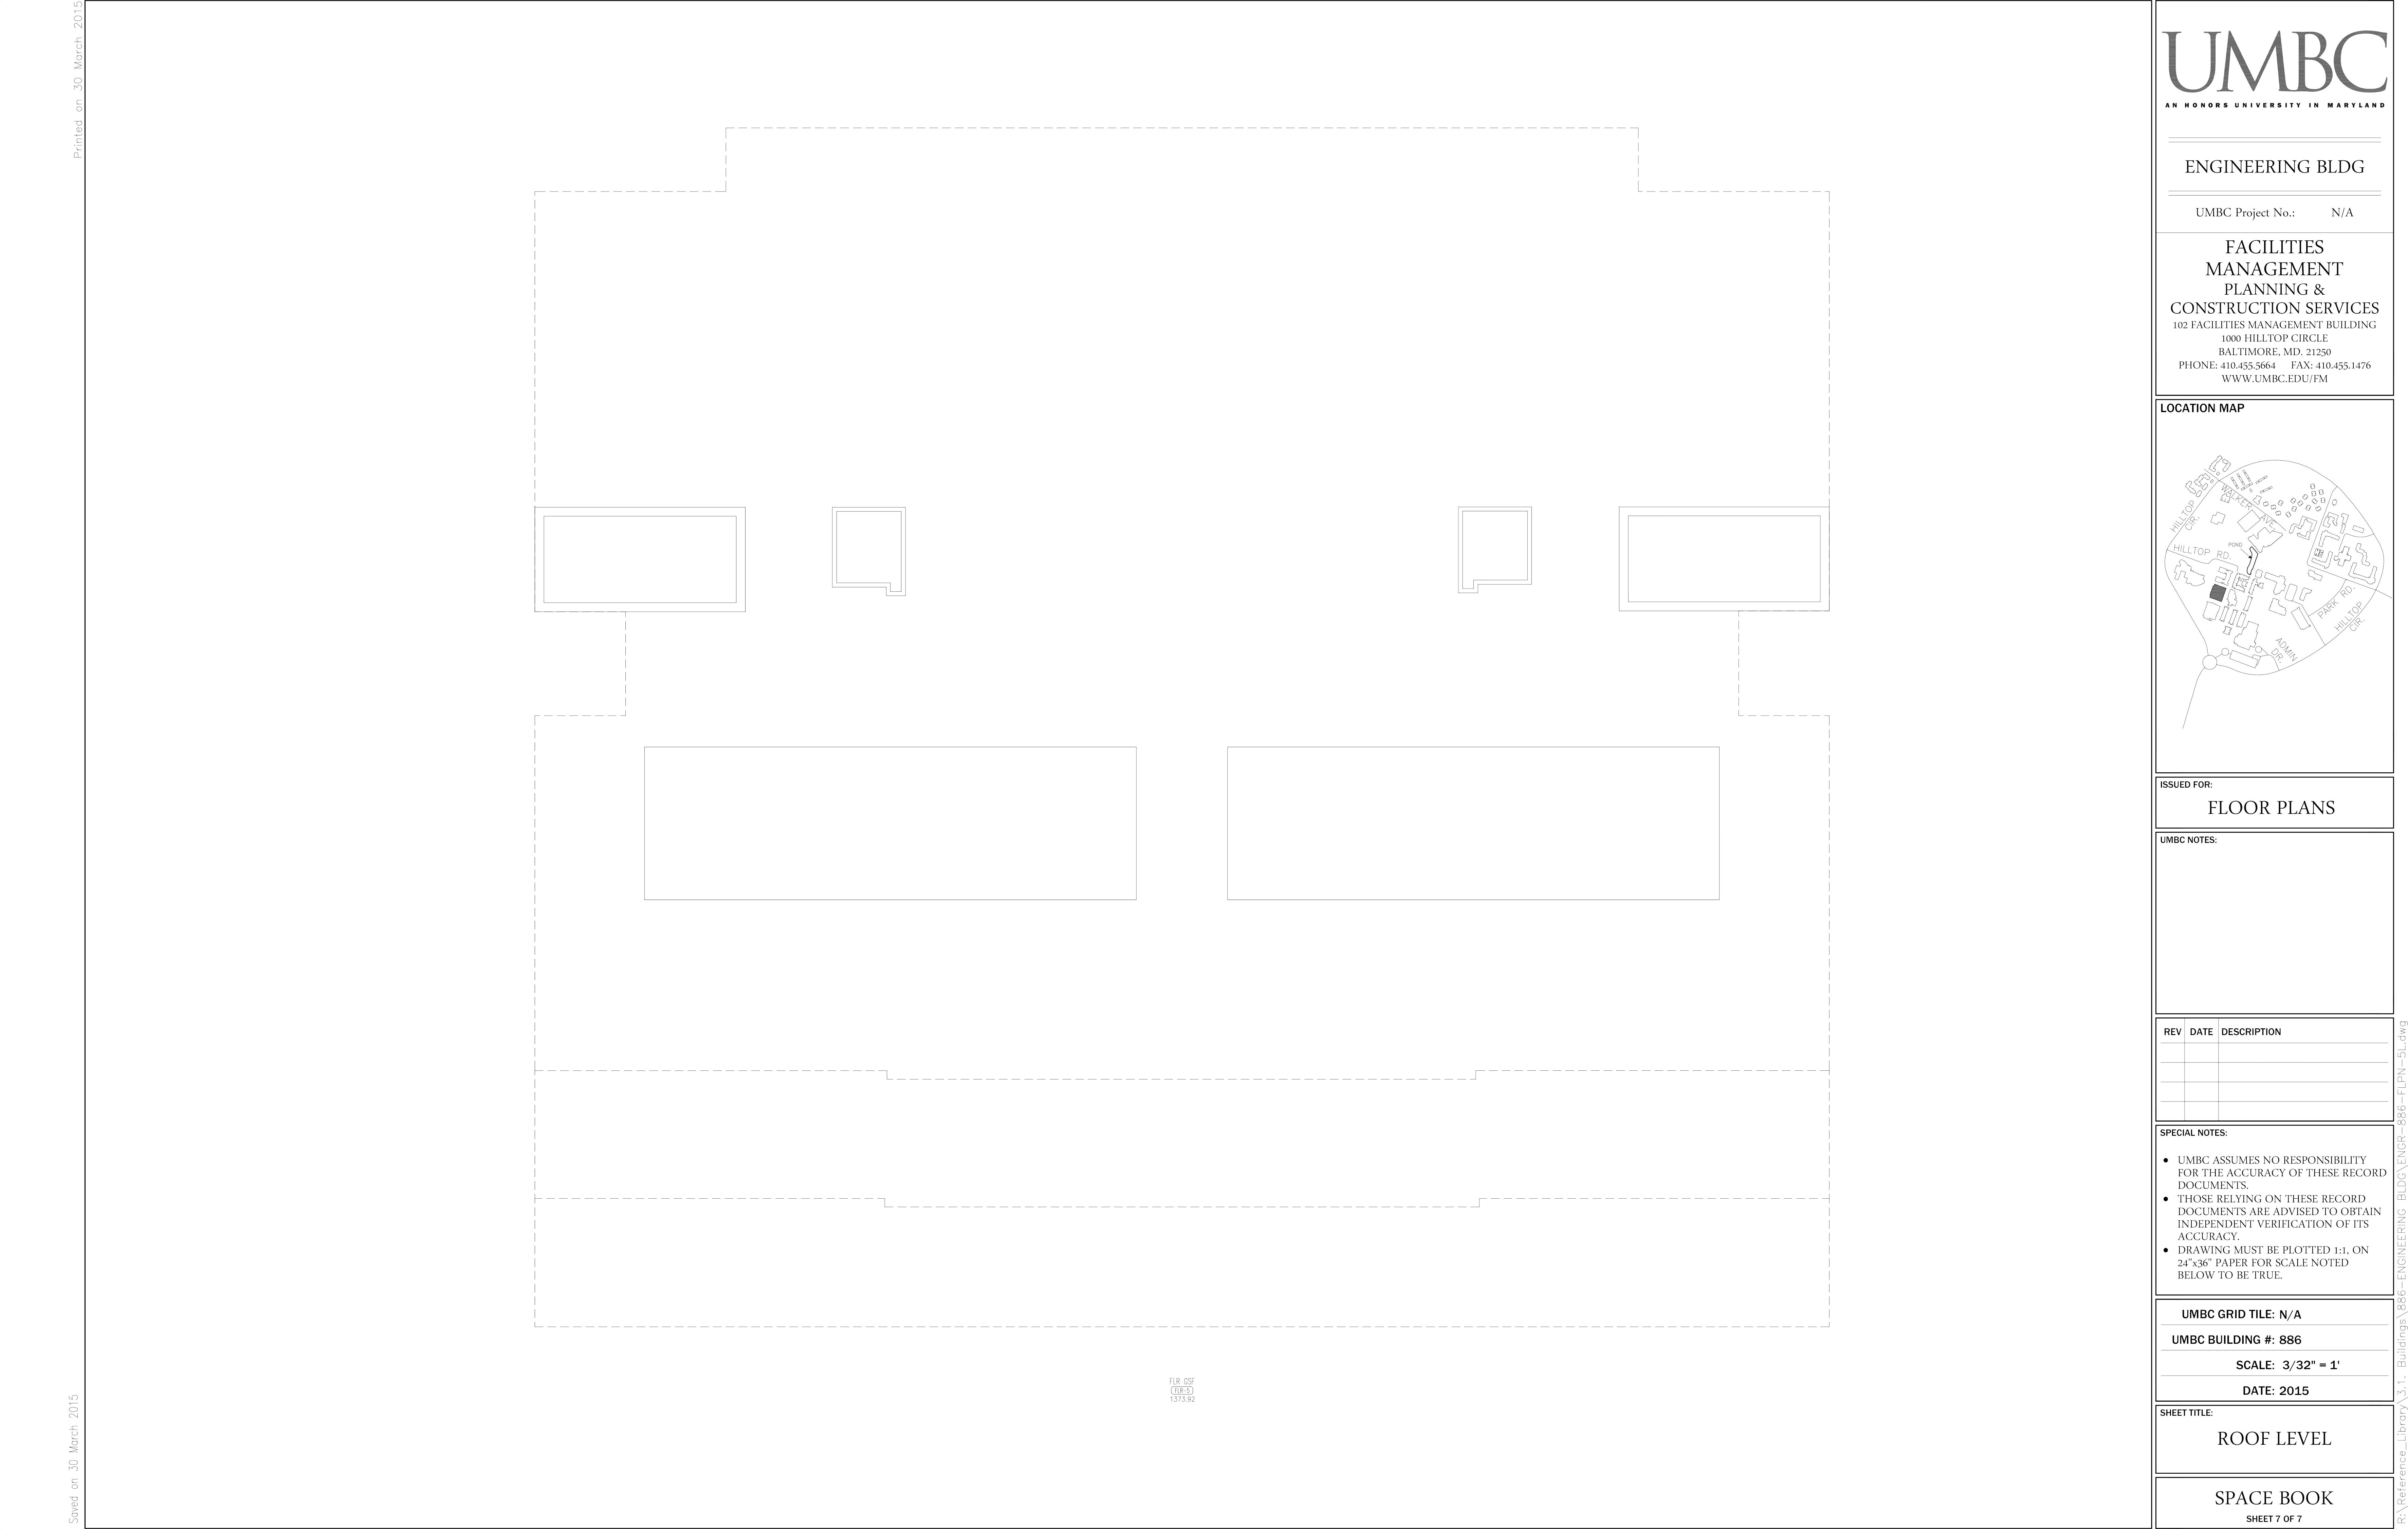 Printed on 30 March 2015
Saved on 30 March 2015
FLR GSF
FLR-5
1373.92
UMBC
AN HONORS UNIVERSITY IN MARYLAND
ENGINEERING BLDG
UMBC Project No.: N/A
FACILITIES
MANAGEMENT
PLANNING &
CONSTRUCTION SERVICES
102 FACILITIES MANAGEMENT BUILDING
1000 HILLTOP CIRCLE
BALTIMORE, MD. 21250
PHONE: 410.455.5664 FAX: 410.455.1476
WWW.UMBC.EDU/FM
LOCATION MAP
HILLTOP
CIR.
WALKER AVE.
HILLTOP RD.
POND
PARK RD.
HILLTOP
CIR.
ADMIN
DR.
ISSUED FOR:
FLOOR PLANS
UMBC NOTES:
REV DATE DESCRIPTION
SPECIAL NOTES:
● UMBC ASSUMES NO RESPONSIBILITY
FOR THE ACCURACY OF THESE RECORD
DOCUMENTS.
● THOSE RELYING ON THESE RECORD
DOCUMENTS ARE ADVISED TO OBTAIN
INDEPENDENT VERIFICATION OF ITS
ACCURACY.
● DRAWING MUST BE PLOTTED 1:1, ON
24"x36" PAPER FOR SCALE NOTED
BELOW TO BE TRUE.
UMBC GRID TILE: N/A
UMBC BUILDING #: 886
SCALE: 3/32" = 1'
DATE: 2015
SHEET TITLE:
ROOF LEVEL
SPACE BOOK
SHEET 7 OF 7
R:\Reference_Library\3.1. Buildings\886-ENGINEERING BLDG\ENGR-886-FLPN-5L.dwg